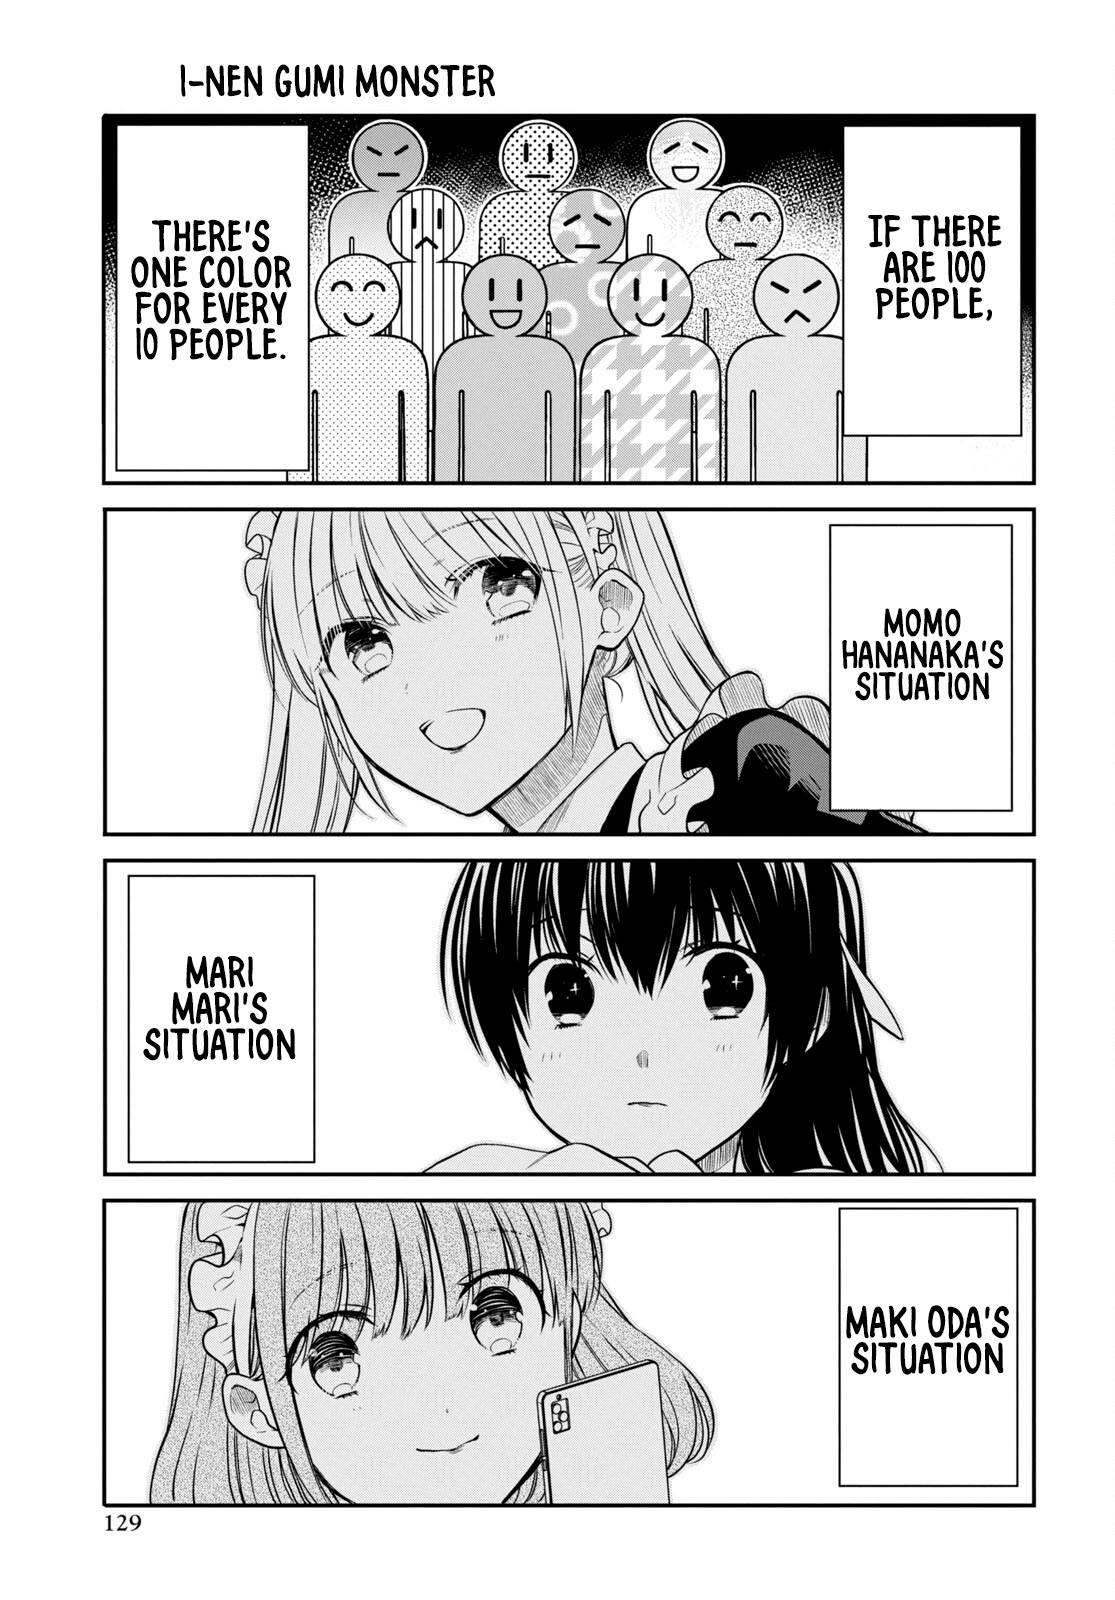 I-NEN GUMI MONSTER
IF THERE
ARE 100
PEOPLE,
THERE'S
ONE COLOR
FOR EVERY
10 PEOPLE.
MOMO
HANANAKA'S
SITUATION
MARI
MARI'S
SITUATION
MAKI ODA'S
SITUATION
129